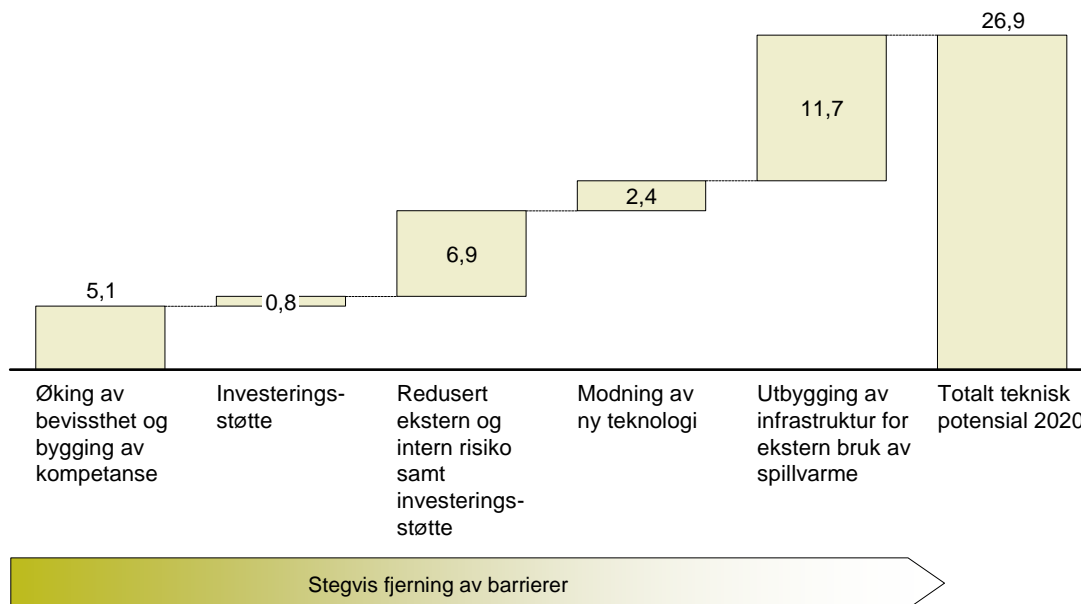 26,9
11,7
2,4
6,9
5,1
0,8
Øking av
bevissthet og
bygging av
kompetanse
Investerings-
støtte
Redusert
ekstern og
intern risiko
samt
investerings-
støtte
Modning av
ny teknologi
Utbygging av
infrastruktur for
ekstern bruk av
spillvarme
Totalt teknisk
potensial 2020
Stegvis fjerning av barrierer